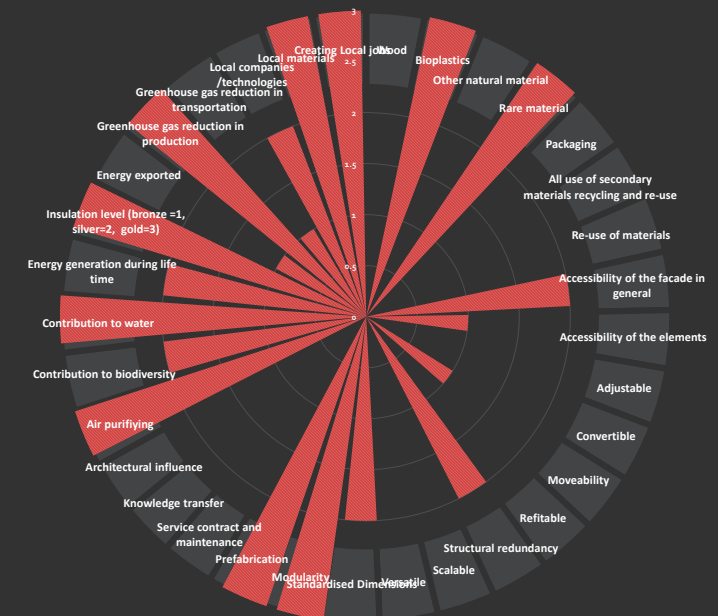 3
Creating Local jobs
Wood
Local materials
2.5
Bioplastics
Local companies
/technologies
Other natural material
Greenhouse gas reduction in
transportation
Rare material
2
Greenhouse gas reduction in
production
Packaging
1.5
Energy exported
All use of secondary
materials recycling and re-use
1
Insulation level (bronze =1,
silver=2,  gold=3)
Re-use of materials
0.5
Energy generation during life
time
Accessibility of the facade in
general
0
Contribution to water
Accessibility of the elements
Contribution to biodiversity
Adjustable
Air purifiying
Convertible
Architectural influence
Moveability
Knowledge transfer
Refitable
Service contract and
maintenance
Structural redundancy
Prefabrication
Scalable
Modularity
Standardised Dimensions
Versatile